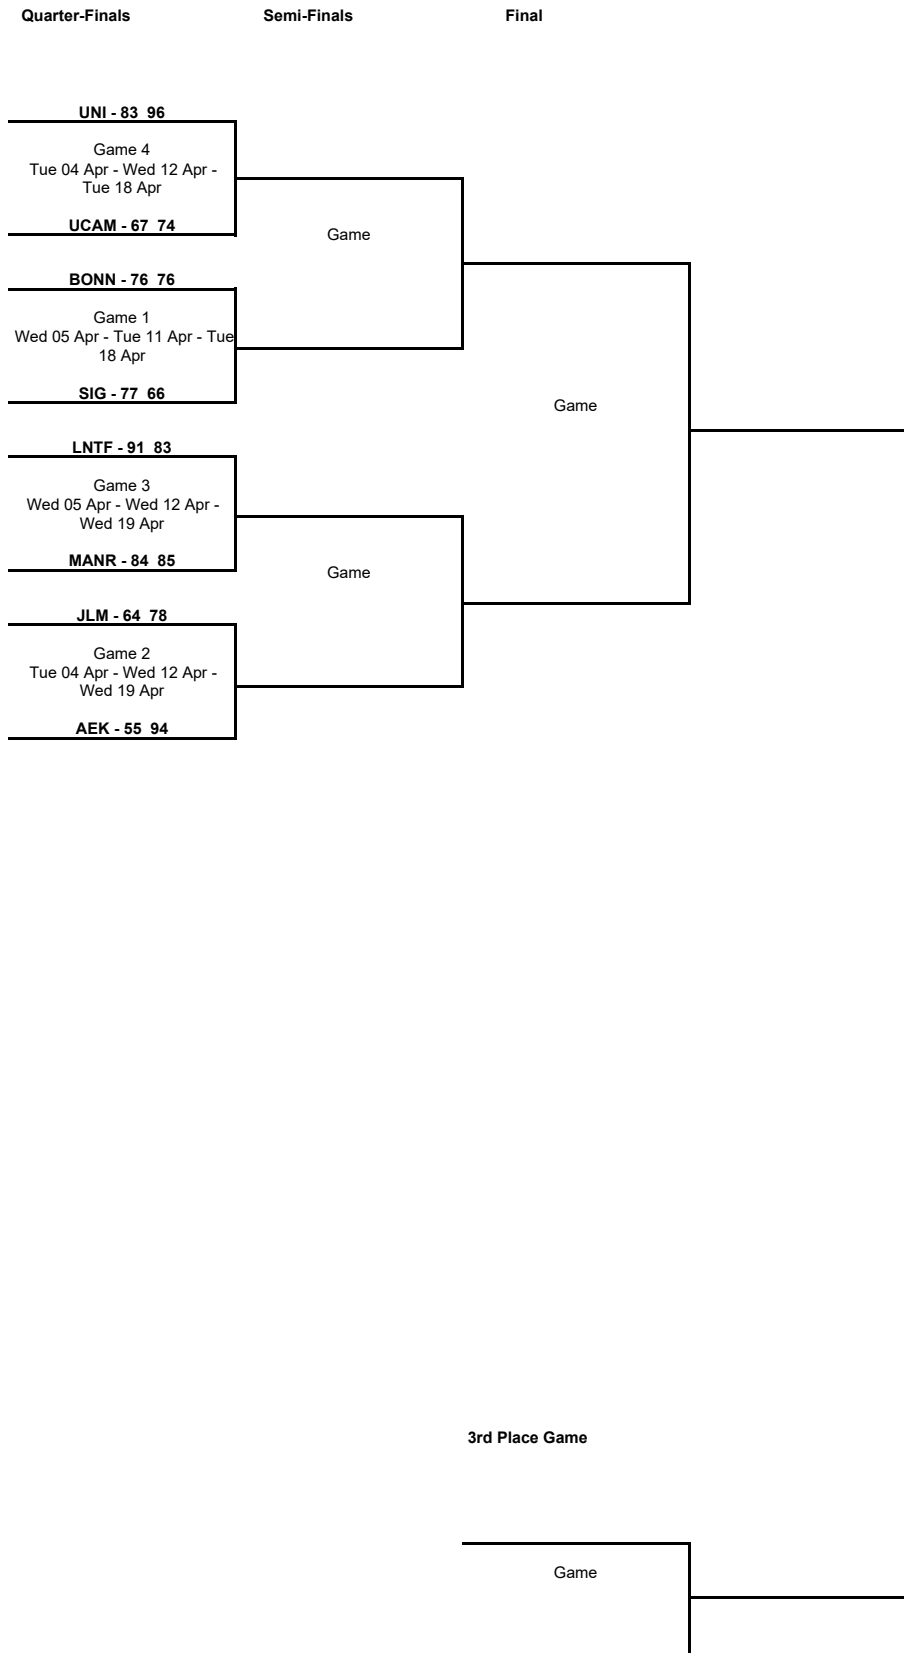 Quarter-Finals Semi-Finals Final
UNI - 83 96
Game 4
Tue 04 Apr - Wed 12 Apr -
Tue 18 Apr
UCAM - 67 74
Game
BONN - 76 76
Game 1
Wed 05 Apr - Tue 11 Apr - Tue
18 Apr
SIG - 77 66
Game
LNTF - 91 83
Game 3
Wed 05 Apr - Wed 12 Apr -
Wed 19 Apr
MANR - 84 85
Game
JLM - 64 78
Game 2
Tue 04 Apr - Wed 12 Apr -
Wed 19 Apr
AEK - 55 94
3rd Place Game
Game